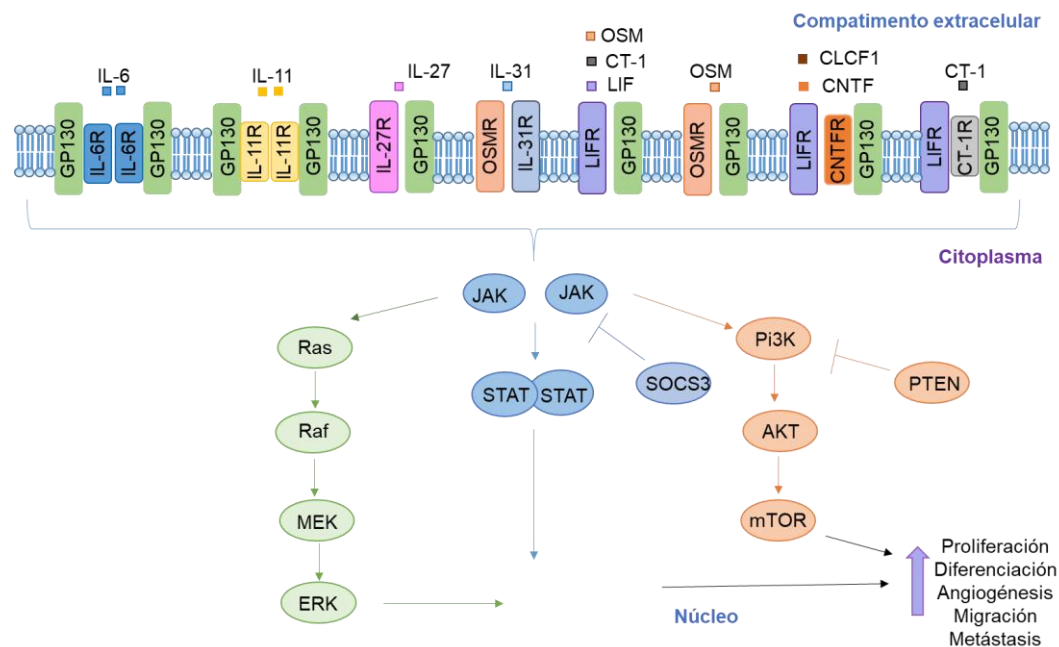 Compatimento extracelular
OSM
CT-1
LIF
CLCF1
CNTF
IL-6
IL-11
IL-27
IL-31
OSM
CT-1
GP130
IL-6R
IL-6R
GP130
GP130
IL-11R
IL-11R
GP130
IL-27R
GP130
OSMR
IL-31R
LIFR
GP130
OSMR
GP130
LIFR
CNTFR
GP130
LIFR
CT-11R
GP130
Citoplasma
JAK
JAK
Ras
Pi3K
STAT
STAT
SOCS3
PTEN
Raf
AKT
MEK
mTOR
ERK
Núcleo
Proliferación
Diferenciación
Angiogénesis
Migración
Metástasis